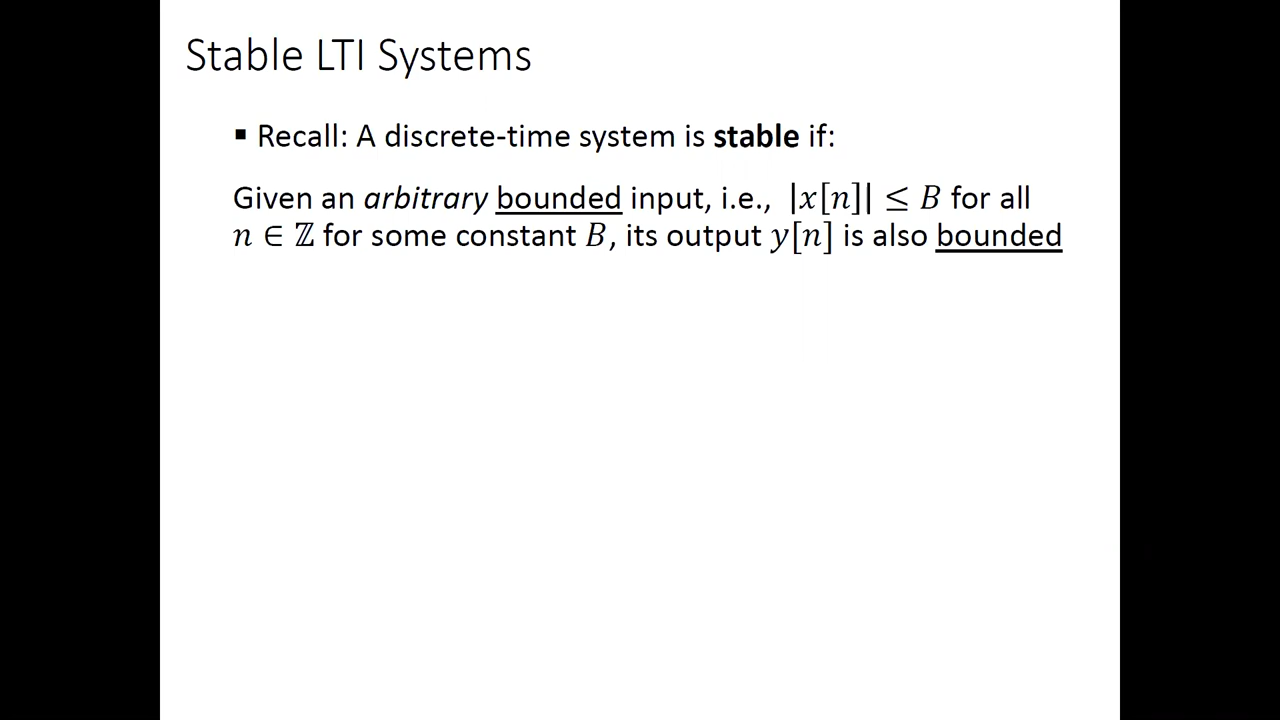 Stable LTI Systems
▪ Recall: A discrete-time system is stable if:
Given an arbitrary bounded input, i.e., |x[n]| ≤ B for all
n ∈ ℤ for some constant B, its output y[n] is also bounded